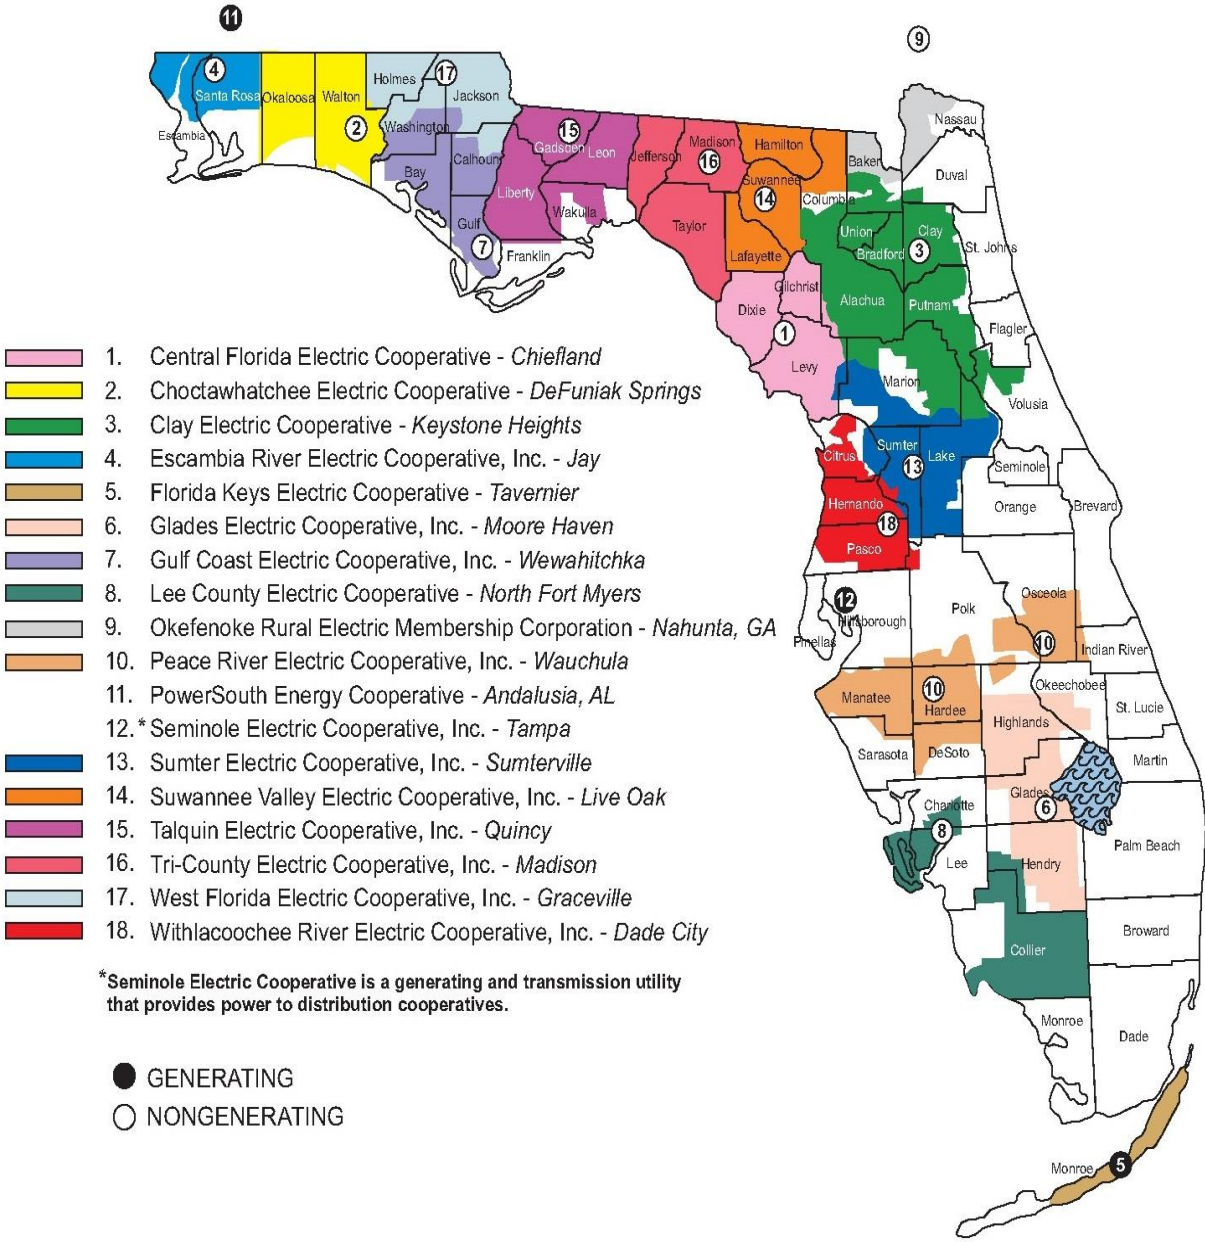 11
9
4
17
Holmes
Jackson
Santa Rosa
Okaloosa
Walton
Escambia
2
Washington
Calhoun
Bay
Gulf
7
Franklin
15
Gadsden
Leon
Liberty
Wakulla
Jefferson
Madison
16
Taylor
Hamilton
Suwannee
14
Lafayette
Columbia
Baker
Nassau
Duval
Union
Bradford
Clay
3
St. Johns
Alachua
Putnam
Gilchrist
Dixie
1
Levy
Flagler
Marion
Volusia
Citrus
Sumter
13
Lake
Seminole
Orange
Brevard
Hernando
18
Pasco
12
Hillsborough
Pinellas
Polk
Osceola
10
Indian River
Manatee
10
Hardee
Okeechobee
St. Lucie
Highlands
Sarasota
DeSoto
Martin
Charlotte
Glades
6
8
Lee
Hendry
Palm Beach
Collier
Broward
Monroe
Dade
Monroe
5
1. Central Florida Electric Cooperative - Chiefland
2. Choctawhatchee Electric Cooperative - DeFuniak Springs
3. Clay Electric Cooperative - Keystone Heights
4. Escambia River Electric Cooperative, Inc. - Jay
5. Florida Keys Electric Cooperative - Tavernier
6. Glades Electric Cooperative, Inc. - Moore Haven
7. Gulf Coast Electric Cooperative, Inc. - Wewahitchka
8. Lee County Electric Cooperative - North Fort Myers
9. Okefenoke Rural Electric Membership Corporation - Nahunta, GA
10. Peace River Electric Cooperative, Inc. - Wauchula
11. PowerSouth Energy Cooperative - Andalusia, AL
12.* Seminole Electric Cooperative, Inc. - Tampa
13. Sumter Electric Cooperative, Inc. - Sumterville
14. Suwannee Valley Electric Cooperative, Inc. - Live Oak
15. Talquin Electric Cooperative, Inc. - Quincy
16. Tri-County Electric Cooperative, Inc. - Madison
17. West Florida Electric Cooperative, Inc. - Graceville
18. Withlacoochee River Electric Cooperative, Inc. - Dade City
*Seminole Electric Cooperative is a generating and transmission utility
that provides power to distribution cooperatives.
GENERATING
NONGENERATING